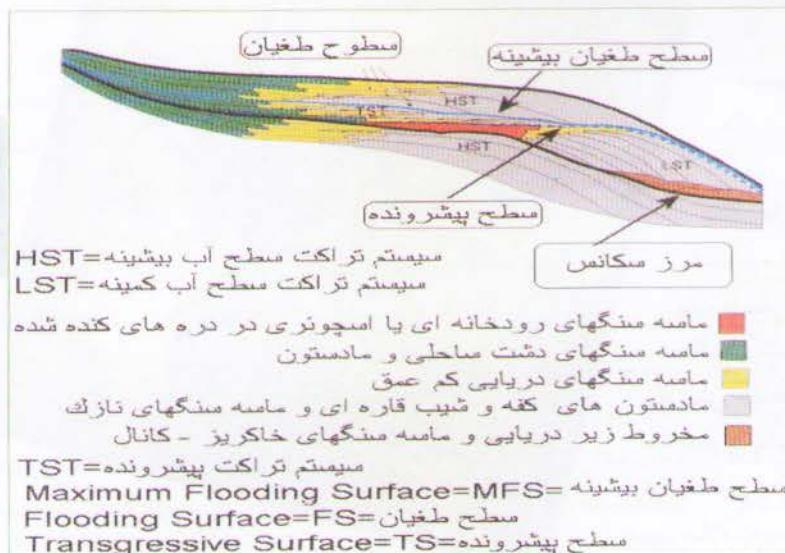 سطوح طغیان
سطح طغیان بیشینه
HST
TST
HST
LST
سطح پیشرونده
مرز سکانس
HST=سیستم تراکت سطح آب بیشینه
LST=سیستم تراکت سطح آب کمینه
ماسه سنگهای رودخانه ای یا اسچوئری در دره های کنده شده
ماسه سنگهای دشت ساحلی و مادستون
ماسه سنگهای دریایی کم عمق
مادستون های کفه و شیب قاره ای و ماسه سنگهای نازك
مخروط زیر دریایی و ماسه سنگهای خاکریز - کانال
TST=سیستم تراکت پیشرونده
Maximum Flooding Surface=MFS=سطح طغیان بیشینه
Flooding Surface=FS=سطح طغیان
Transgressive Surface=TS=سطح پیشرونده